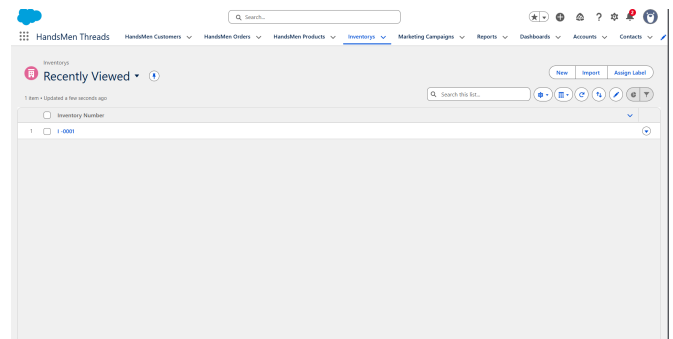 Search...
HandsMen Threads HandsMen Customers HandsMen Orders HandsMen Products Inventorys Marketing Campaigns Reports Dashboards Accounts Contacts
Inventorys
Recently Viewed
New Import Assign Label
1 item • Updated a few seconds ago
Search this list...
Inventory Number
1 I -0001